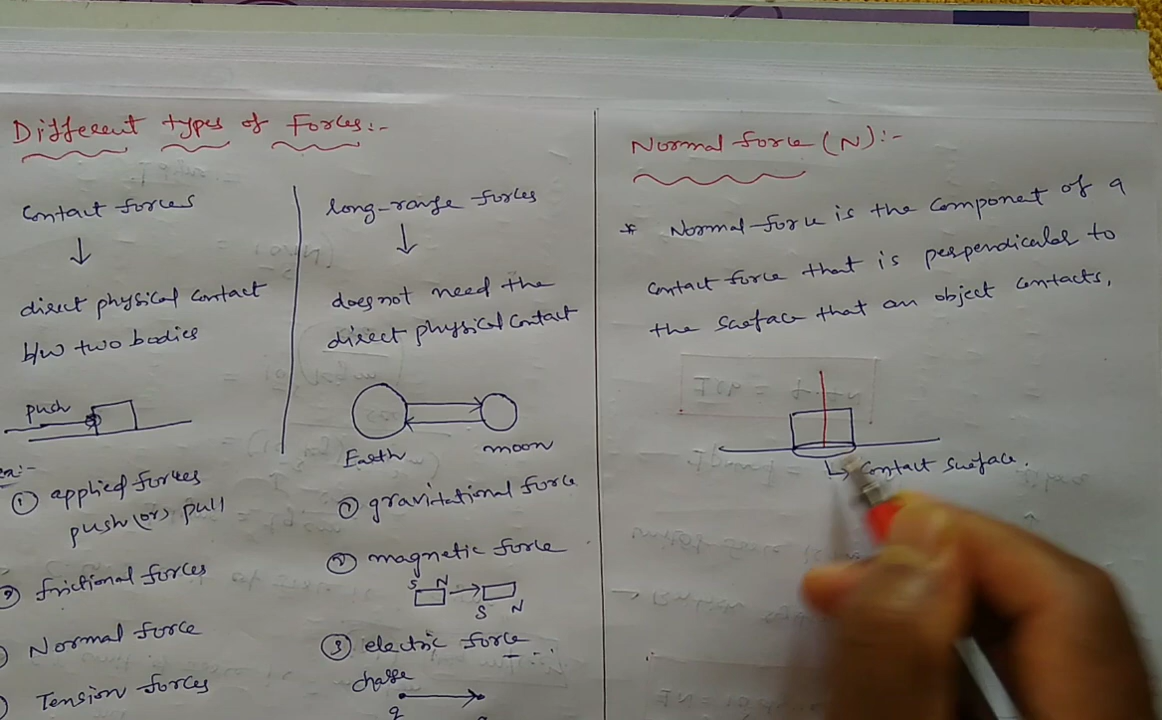 Different types of Forces:-
Contact forces
↓
direct physical contact
b/w two bodies
push
ex:-
① applied forces
push (or) pull
② frictional forces
Normal force
Tension forces
long-range forces
↓
does not need the
direct physical contact
Earth
moon
① gravitational force
② magnetic force
S N → S N
③ electric force - . . .
charge
q
Normal force (N):-
* Normal force is the component of a
contact force that is perpendicular to
the surface that an object contacts,
↳ contact surface.